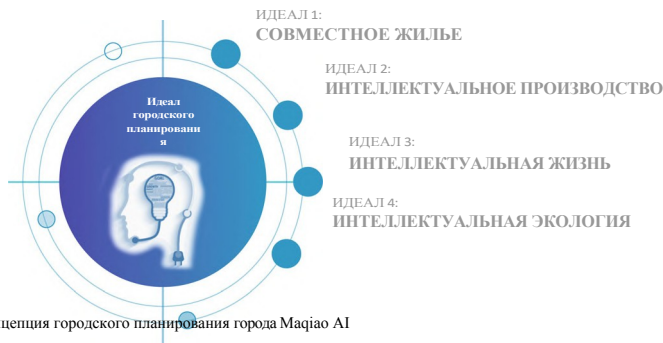 ИДЕАЛ 1:
СОВМЕСТНОЕ ЖИЛЬЕ
ИДЕАЛ 2:
ИНТЕЛЛЕКТУАЛЬНОЕ ПРОИЗВОДСТВО
Идеал
городского
планировани
я
ИДЕАЛ 3:
ИНТЕЛЛЕКТУАЛЬНАЯ ЖИЗНЬ
ИДЕАЛ 4:
ИНТЕЛЛЕКТУАЛЬНАЯ ЭКОЛОГИЯ
цепция городского планирования города Maqiao AI